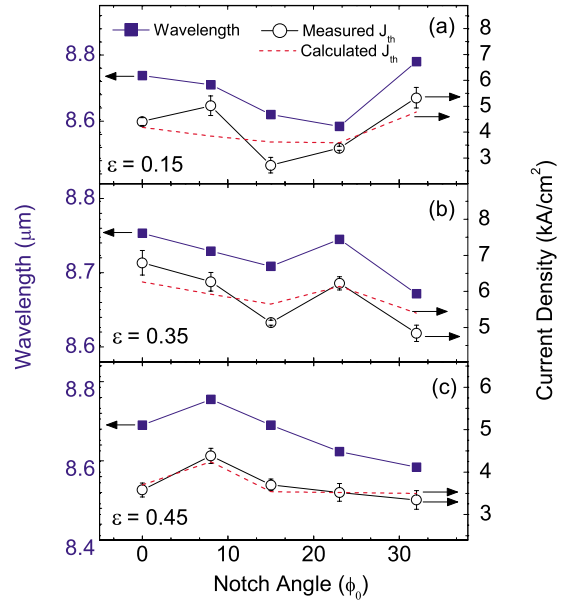 Wavelength
Measured J_th
Calculated J_th
(a)
8.8
8.6
8
7
6
5
4
3
ε = 0.15
8.8
8.7
8.6
(b)
8
7
6
5
ε = 0.35
8.8
8.6
8.4
(c)
6
5
4
3
ε = 0.45
0
10
20
30
Notch Angle (ϕ₀)
Wavelength (μm)
Current Density (kA/cm²)